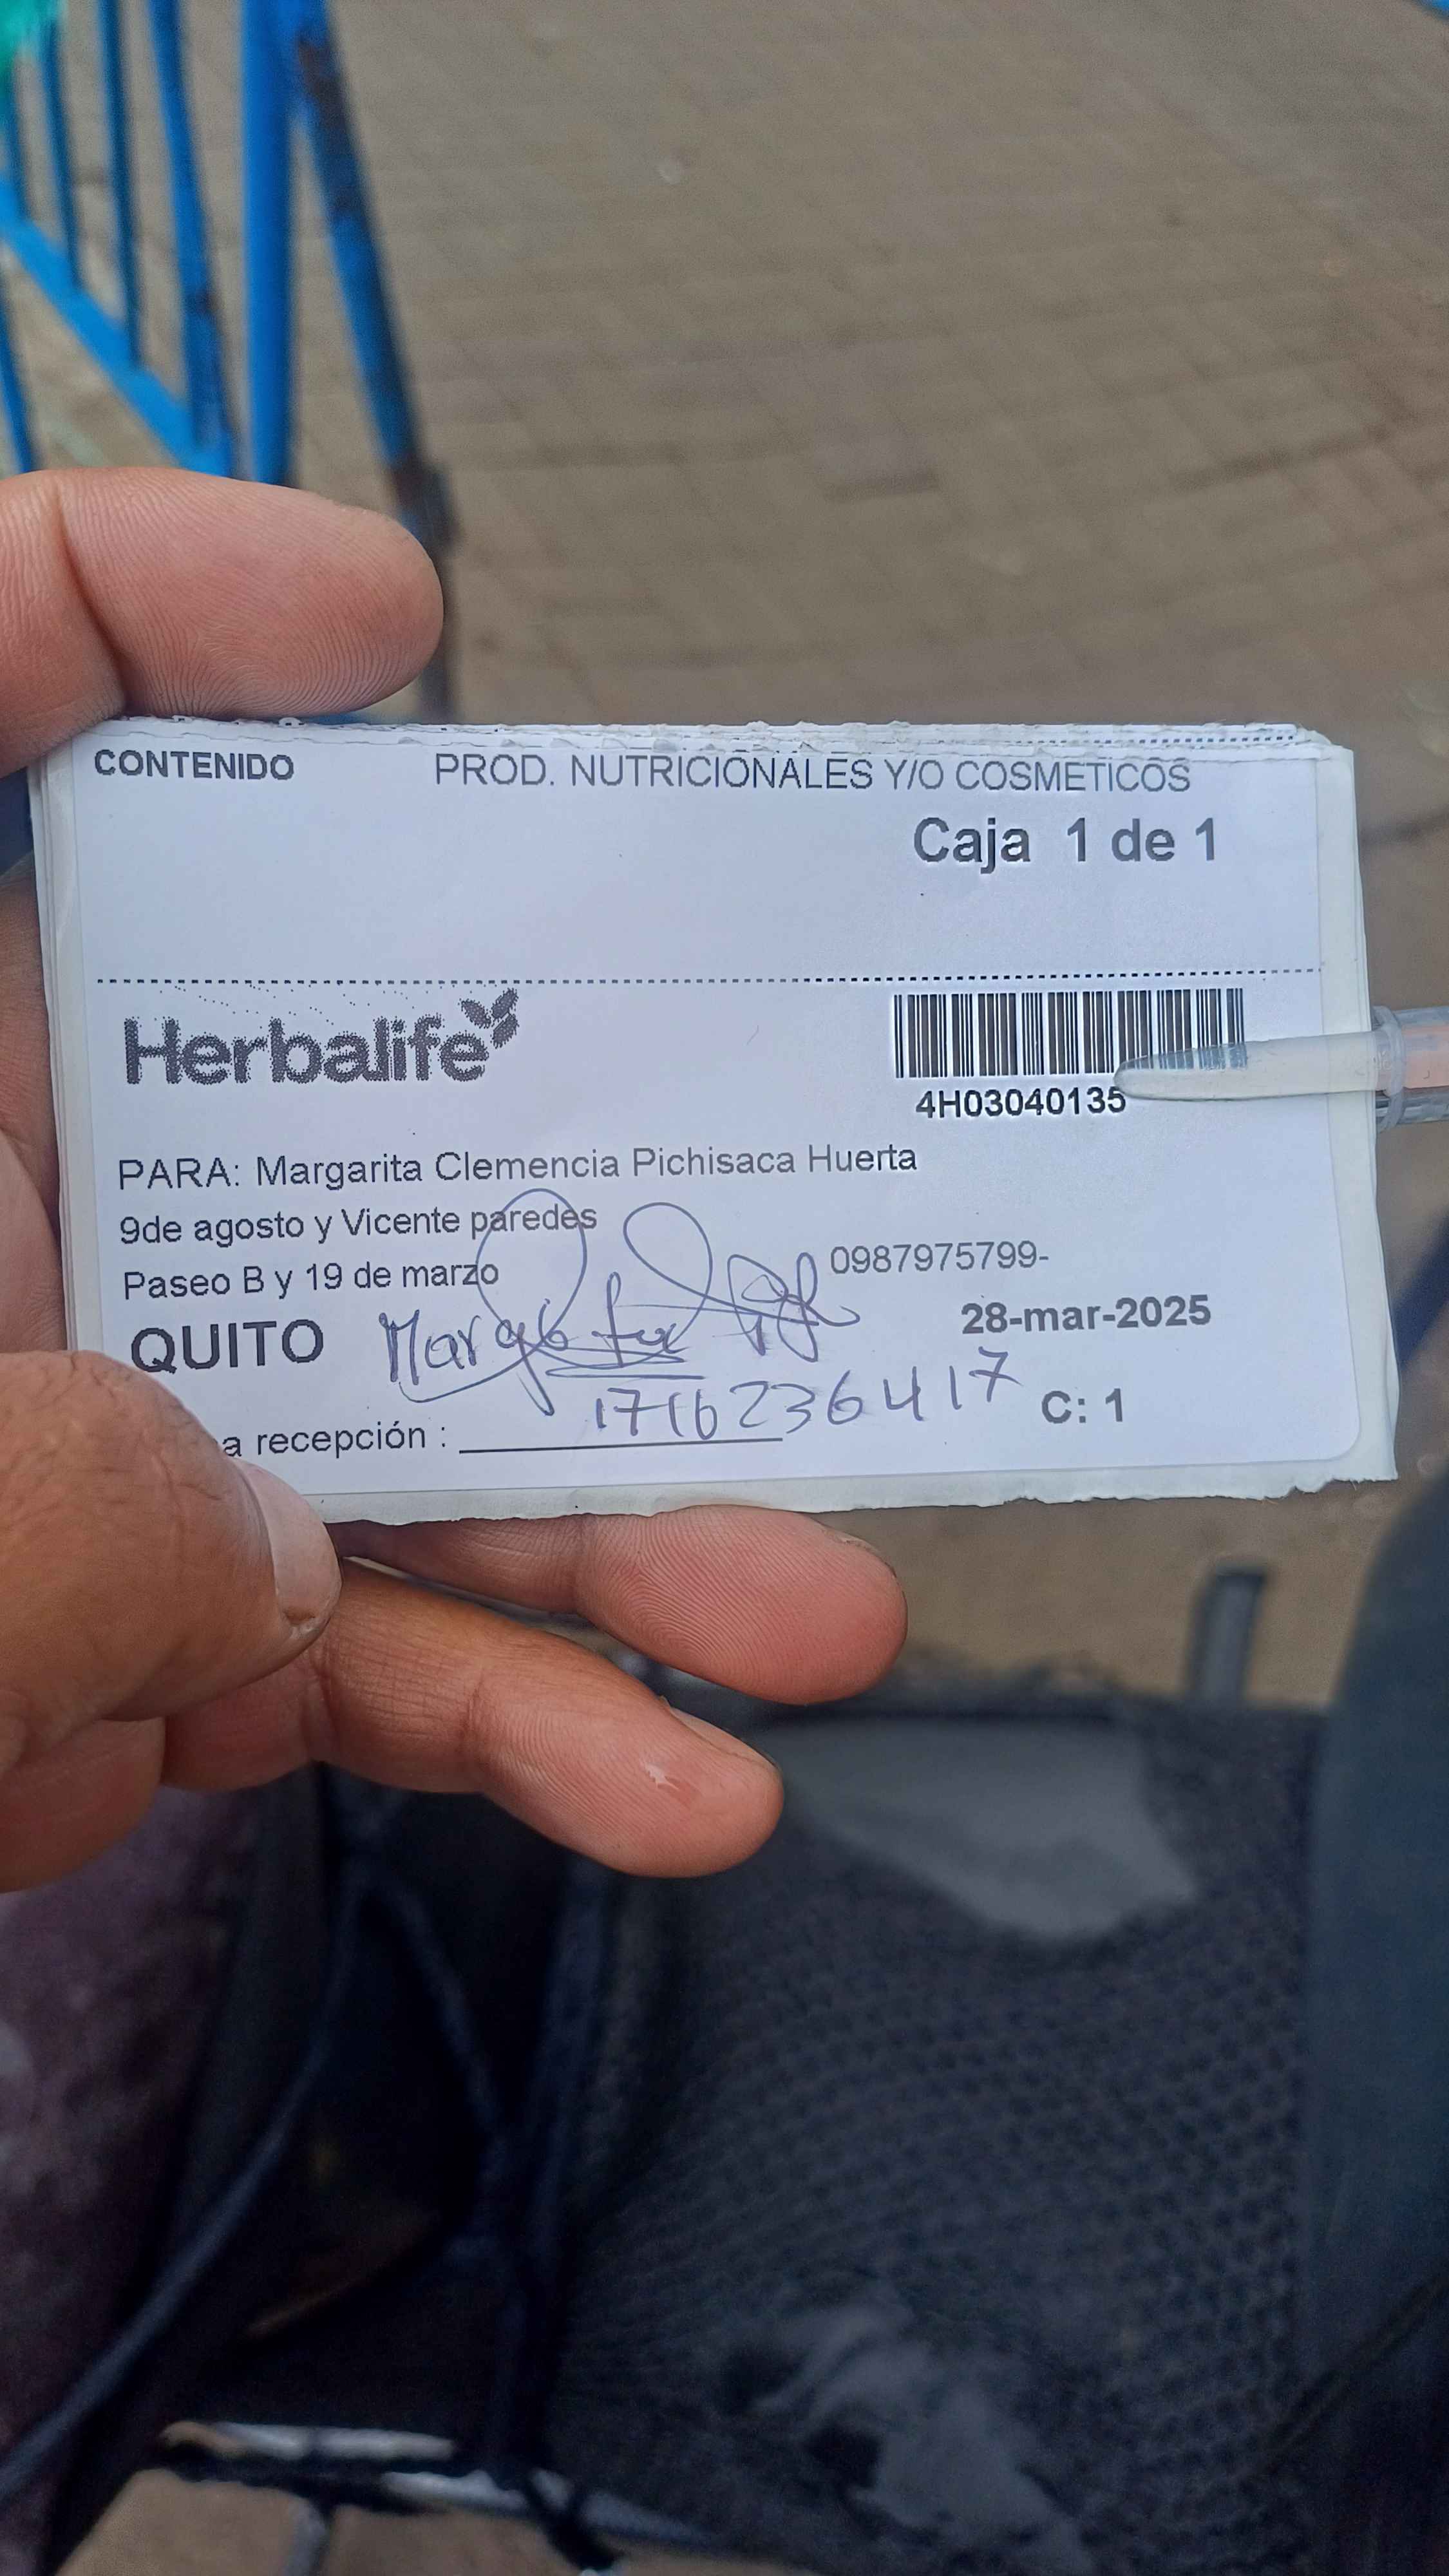 CONTENIDO PROD. NUTRICIONALES Y/O COSMETICOS
Caja 1 de 1
Herbalife
4H03040135
PARA: Margarita Clemencia Pichisaca Huerta
9de agosto y Vicente paredes
0987975799-
Paseo B y 19 de marzo
28-mar-2025
QUITO
1716236417
C: 1
a recepción :